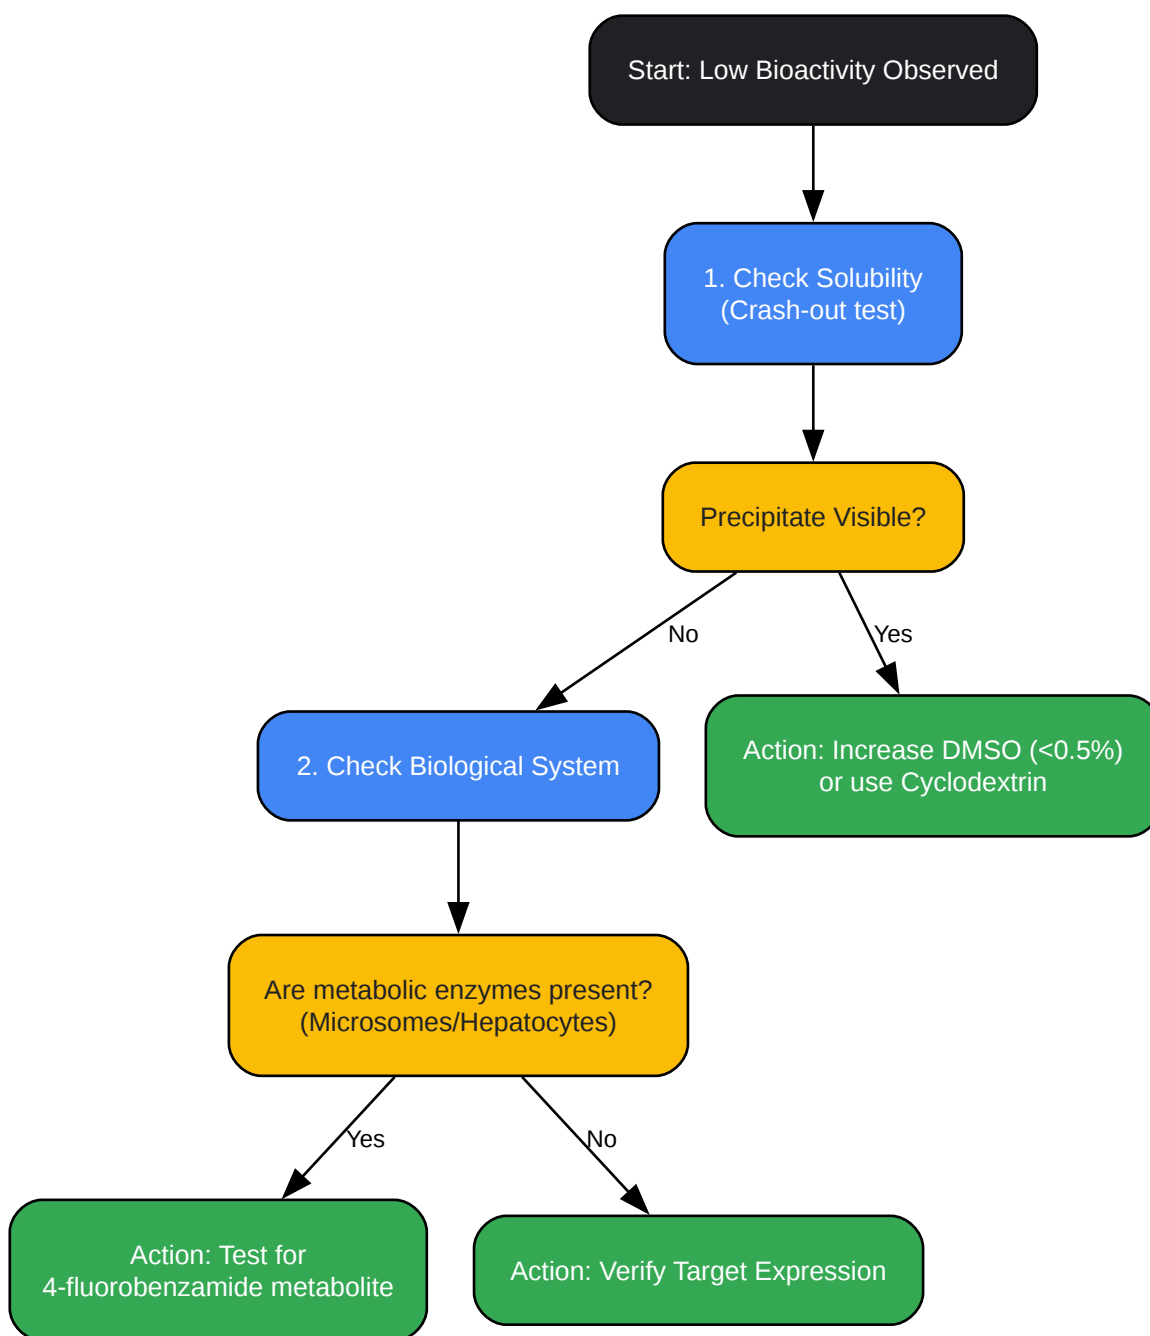 Start: Low Bioactivity Observed
1. Check Solubility
(Crash-out test)
Precipitate Visible?
No
Yes
2. Check Biological System
Action: Increase DMSO (<0.5%)
or use Cyclodextrin
Are metabolic enzymes present?
(Microsomes/Hepatocytes)
Yes
No
Action: Test for
4-fluorobenzamide metabolite
Action: Verify Target Expression